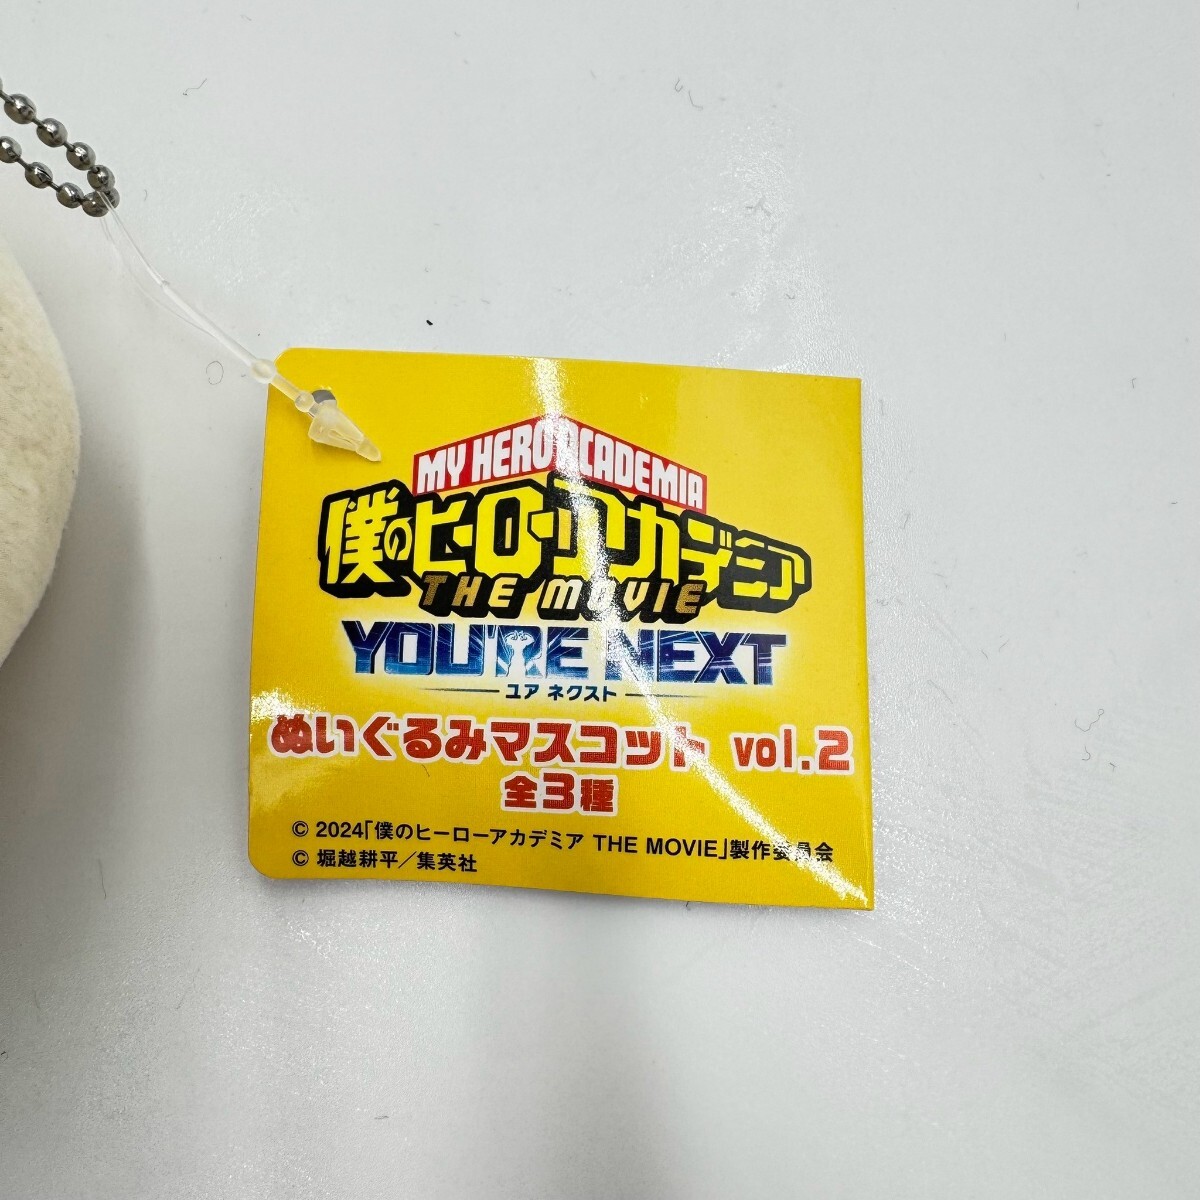 MY HERO ACADEMIA
僕のヒーローアカデミア
THE MOVIE
YOU'RE NEXT
ユア ネクスト
ぬいぐるみマスコット vol.2
全3種
© 2024「僕のヒーローアカデミア THE MOVIE」製作委員会
© 堀越耕平／集英社